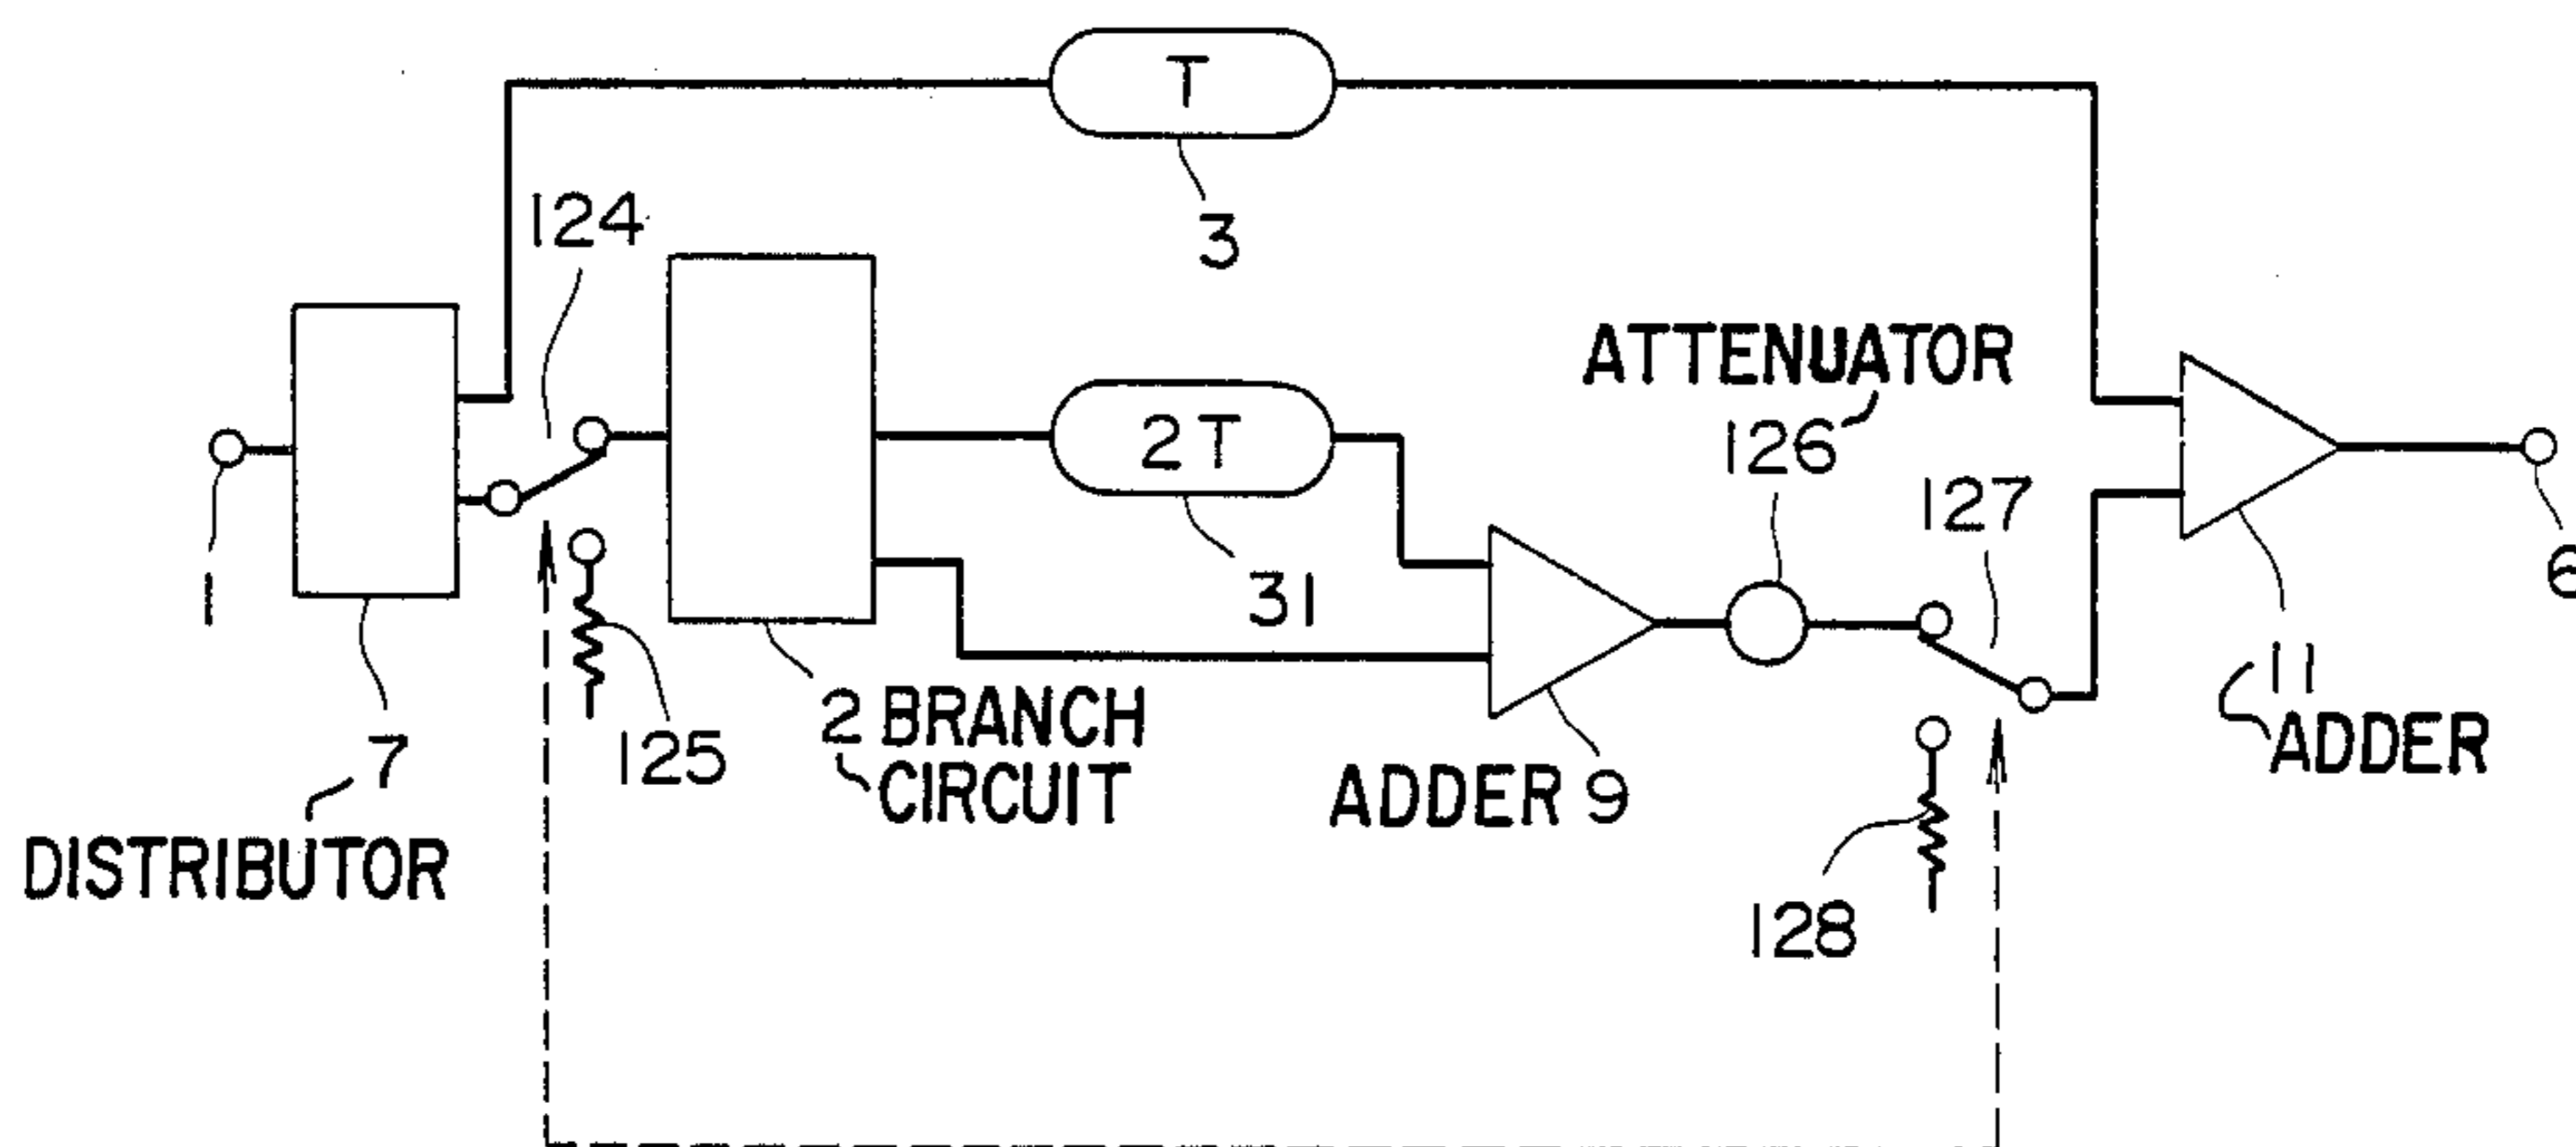 T
3
124
ATTENUATOR
126
2T
31
127
1
125
2 BRANCH
CIRCUIT
7
DISTRIBUTOR
ADDER 9
128
11
ADDER
6